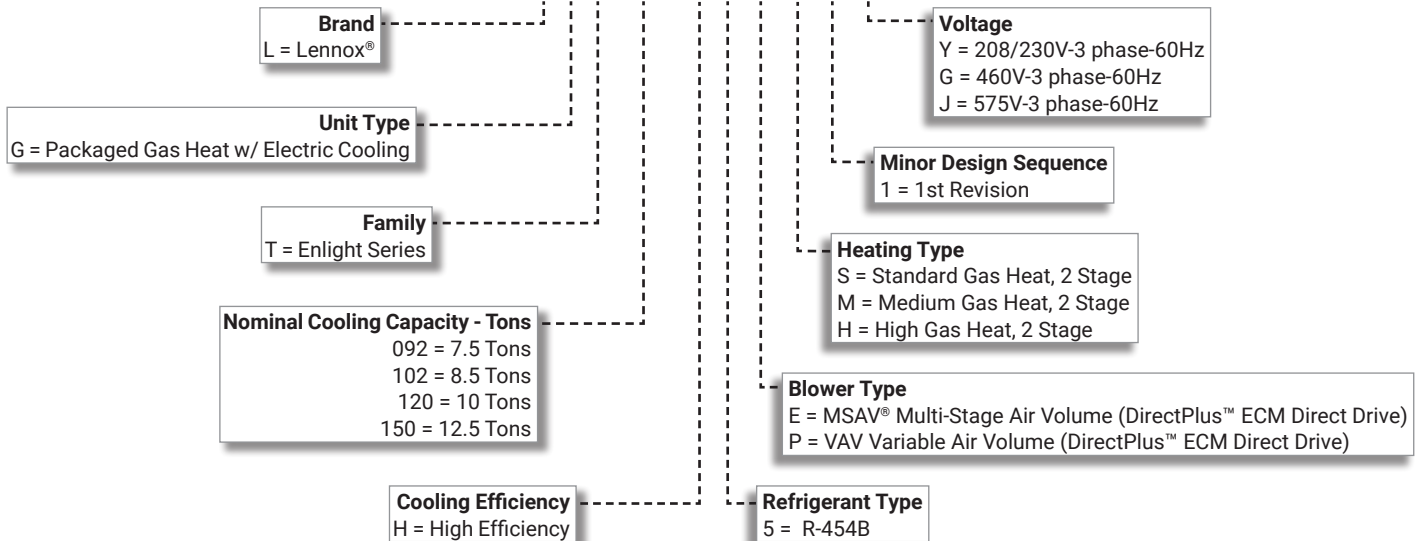 Brand
L = Lennox®
Unit Type
G = Packaged Gas Heat w/ Electric Cooling
Family
T = Enlight Series
Nominal Cooling Capacity - Tons
092 = 7.5 Tons
102 = 8.5 Tons
120 = 10 Tons
150 = 12.5 Tons
Cooling Efficiency
H = High Efficiency
Voltage
Y = 208/230V-3 phase-60Hz
G = 460V-3 phase-60Hz
J = 575V-3 phase-60Hz
Minor Design Sequence
1 = 1st Revision
Heating Type
S = Standard Gas Heat, 2 Stage
M = Medium Gas Heat, 2 Stage
H = High Gas Heat, 2 Stage
Blower Type
E = MSAV® Multi-Stage Air Volume (DirectPlus™ ECM Direct Drive)
P = VAV Variable Air Volume (DirectPlus™ ECM Direct Drive)
Refrigerant Type
5 = R-454B